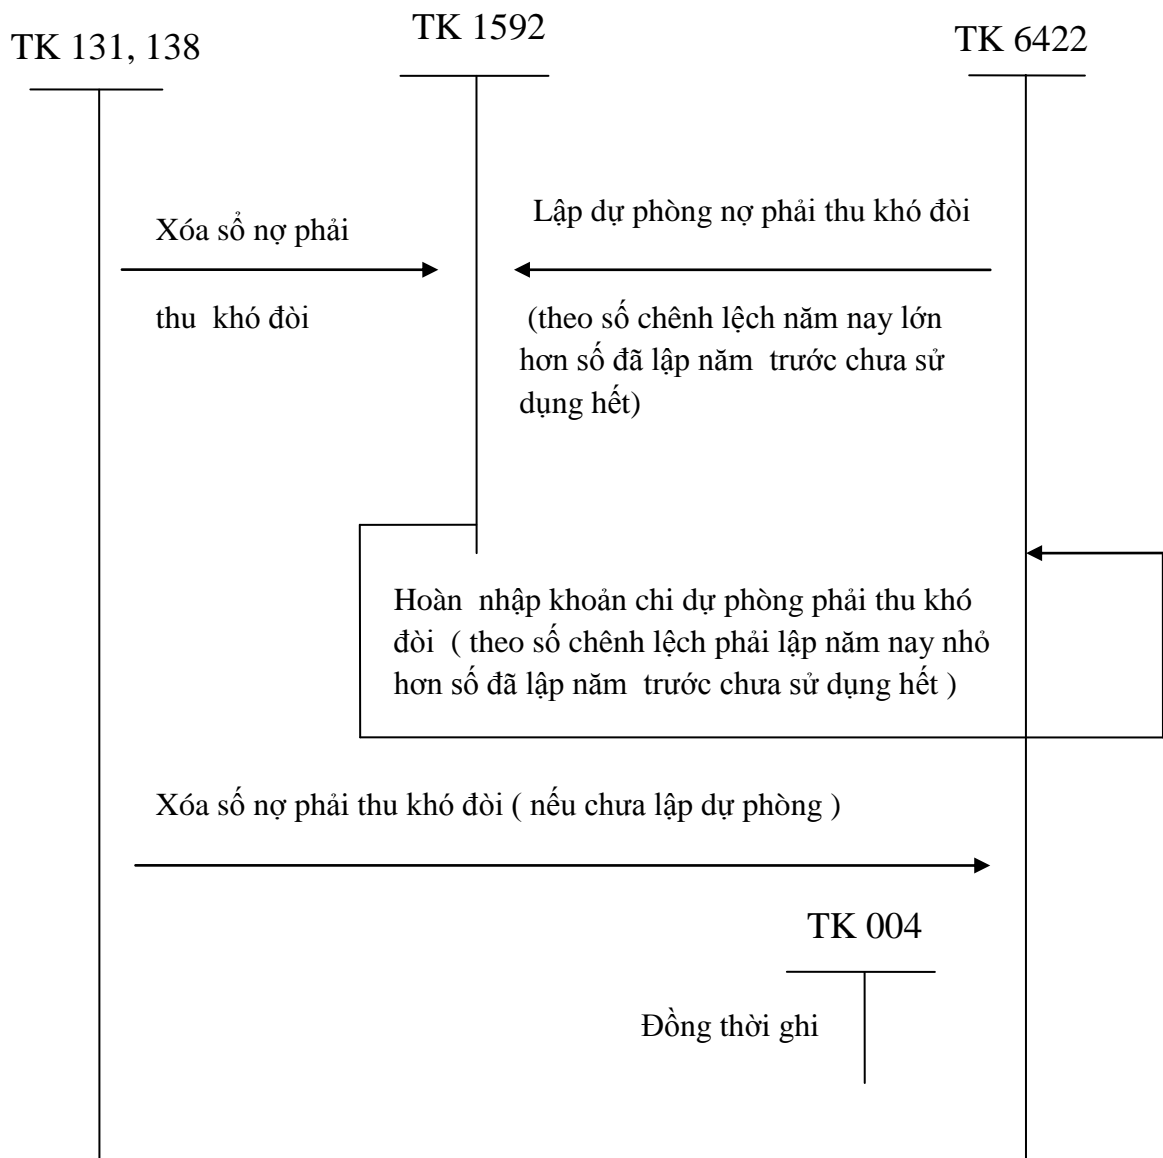 TK 131, 138
TK 1592
TK 6422
Xóa sổ nợ phải
thu khó đòi
Lập dự phòng nợ phải thu khó đòi
(theo số chênh lệch năm nay lớn
hơn số đã lập năm trước chưa sử
dụng hết)
Hoàn nhập khoản chi dự phòng phải thu khó
đòi ( theo số chênh lệch phải lập năm nay nhỏ
hơn số đã lập năm trước chưa sử dụng hết )
Xóa số nợ phải thu khó đòi ( nếu chưa lập dự phòng )
TK 004
Đồng thời ghi